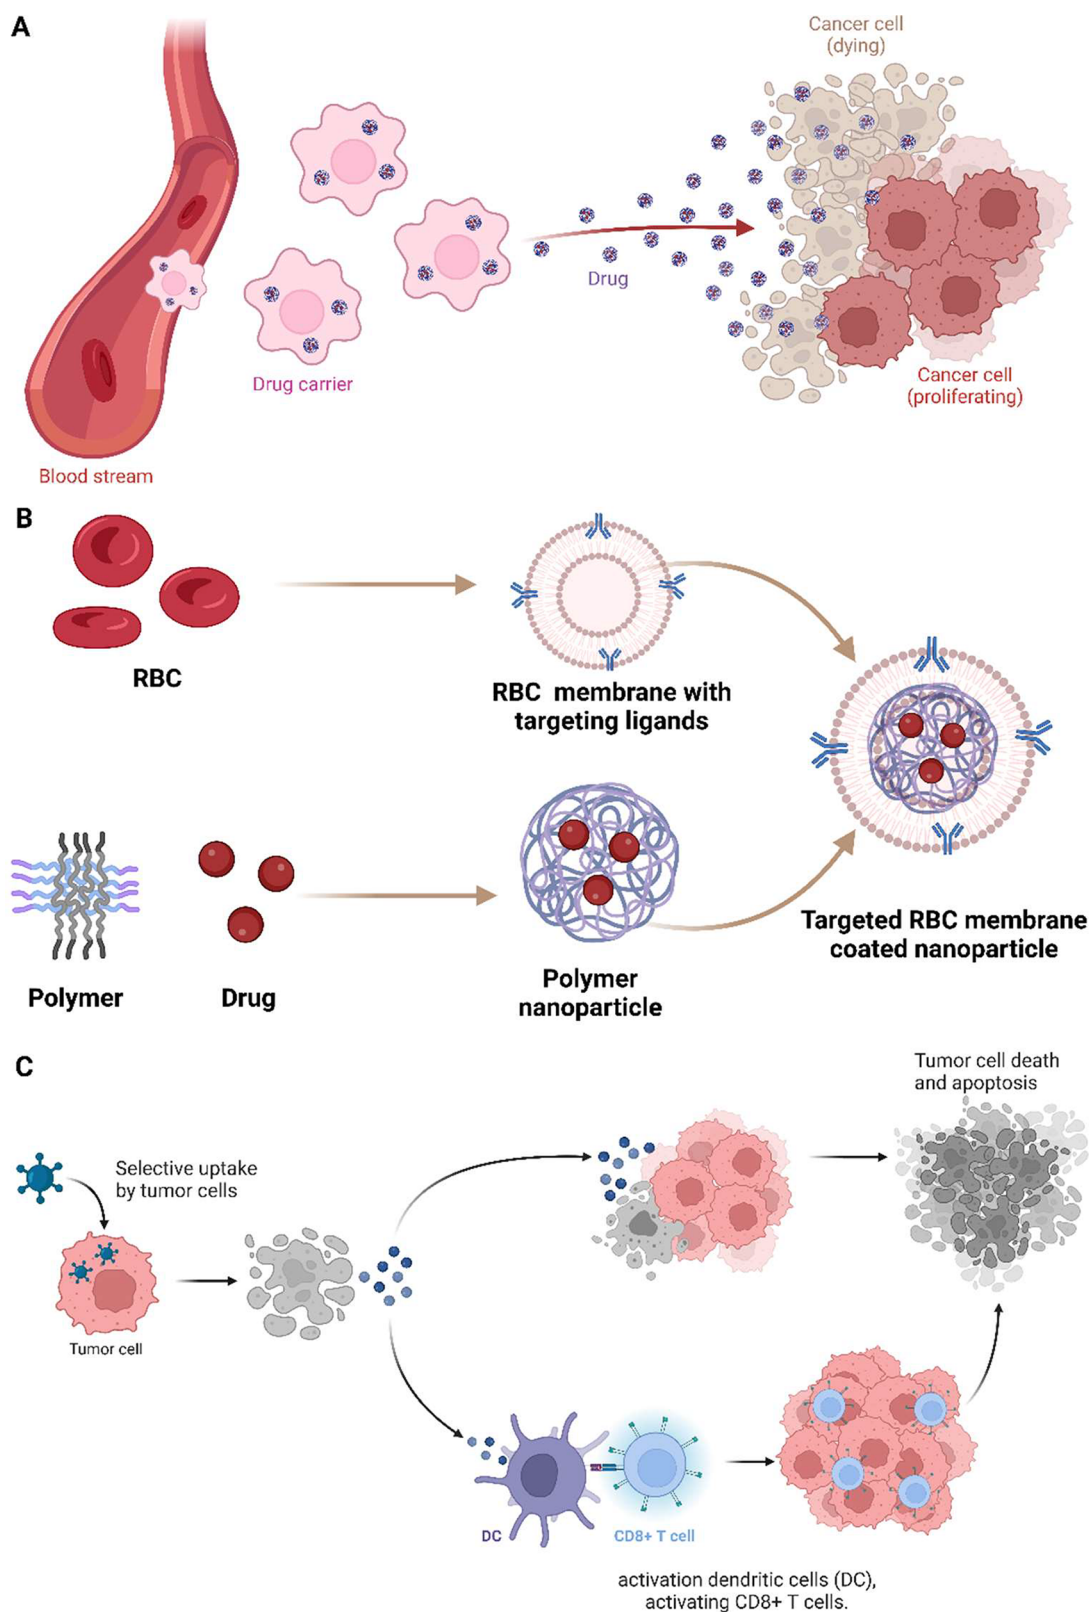 A
Cancer cell
(dying)
Drug
Drug carrier
Cancer cell
(proliferating)
Blood stream
B
RBC
RBC membrane with
targeting ligands
Polymer
Drug
Polymer
nanoparticle
Targeted RBC membrane
coated nanoparticle
C
Tumor cell death
and apoptosis
Selective uptake
by tumor cells
Tumor cell
DC
CD8+ T cell
activation dendritic cells (DC),
activating CD8+ T cells.